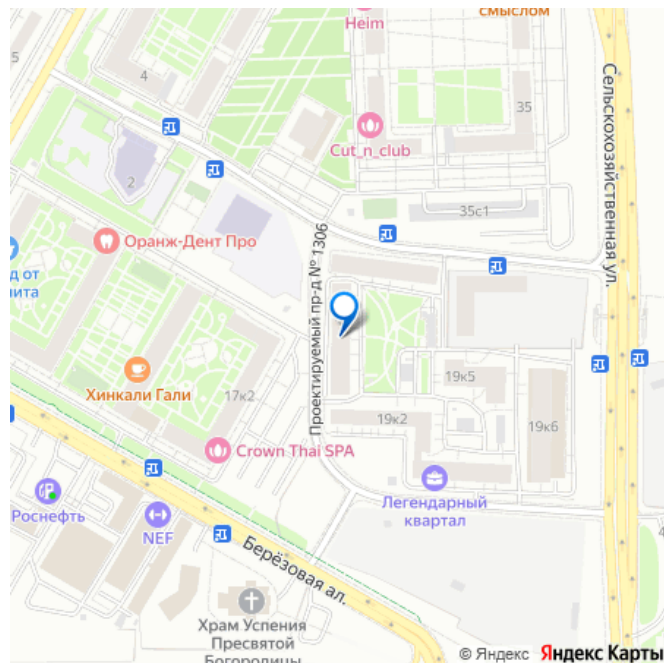 Heim
смыслом
5
4
35
Сельскохозяйственная ул.
Cut_n_club
2
35с1
Оранж-Дент Про
Проектируемый пр-д № 1306
д от
нита
19к5
Хинкали Гали
17к2
19к2
19к6
Crown Thai SPA
Легендарный
квартал
Роснефть
NEF
Берёзовая ал.
Храм Успения
Пресвятой
Богородицы
© Яндекс Яндекс Карты